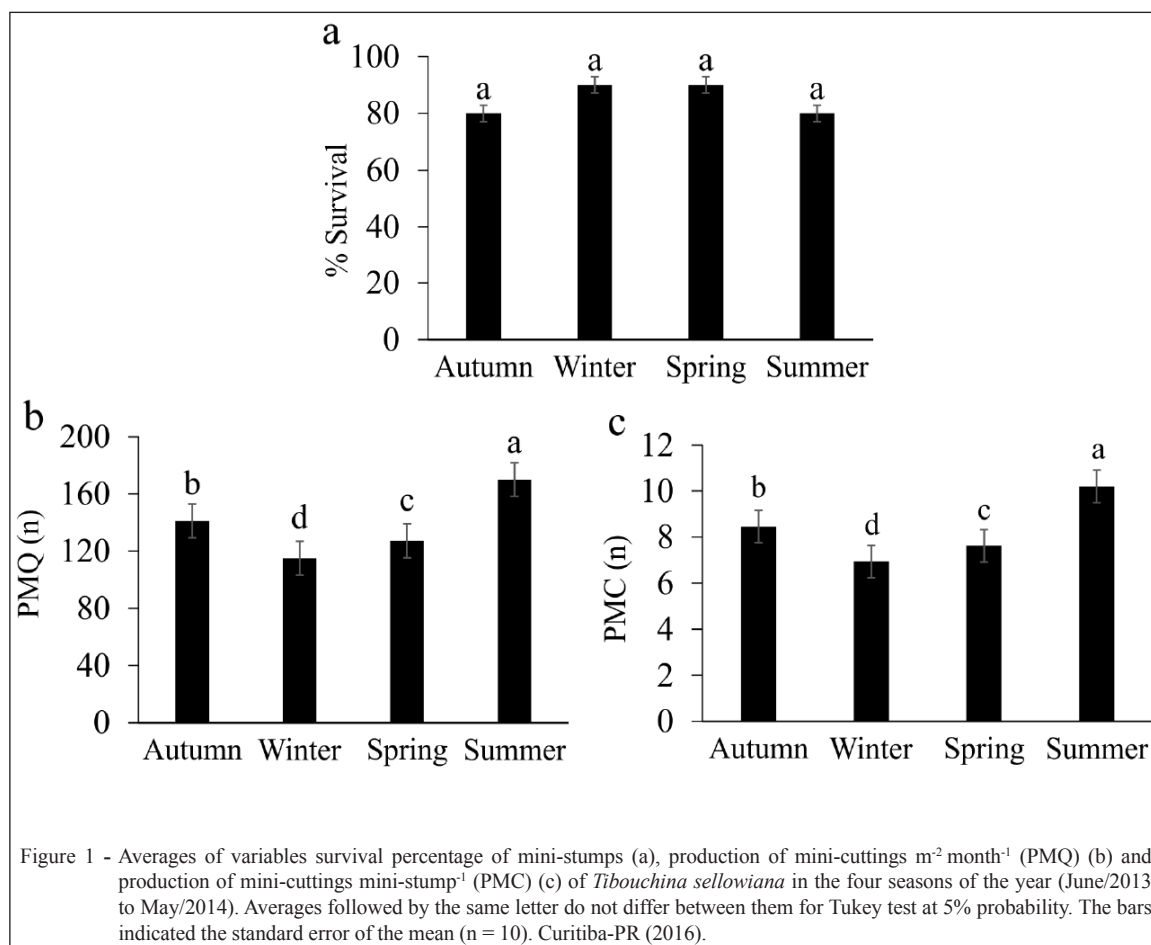 a
100
80
60
40
20
0
% Survival
a
a
a
a
Autumn
Winter
Spring
Summer
b
200
160
120
80
40
0
PMQ (n)
b
d
c
a
Autumn
Winter
Spring
Summer
c
12
10
8
6
4
2
0
PMC (n)
b
d
c
a
Autumn
Winter
Spring
Summer
Figure 1 - Averages of variables survival percentage of mini-stumps (a), production of mini-cuttings m⁻² month⁻¹ (PMQ) (b) and
production of mini-cuttings mini-stump⁻¹ (PMC) (c) of Tibouchina sellowiana in the four seasons of the year (June/2013
to May/2014). Averages followed by the same letter do not differ between them for Tukey test at 5% probability. The bars
indicated the standard error of the mean (n = 10). Curitiba-PR (2016).